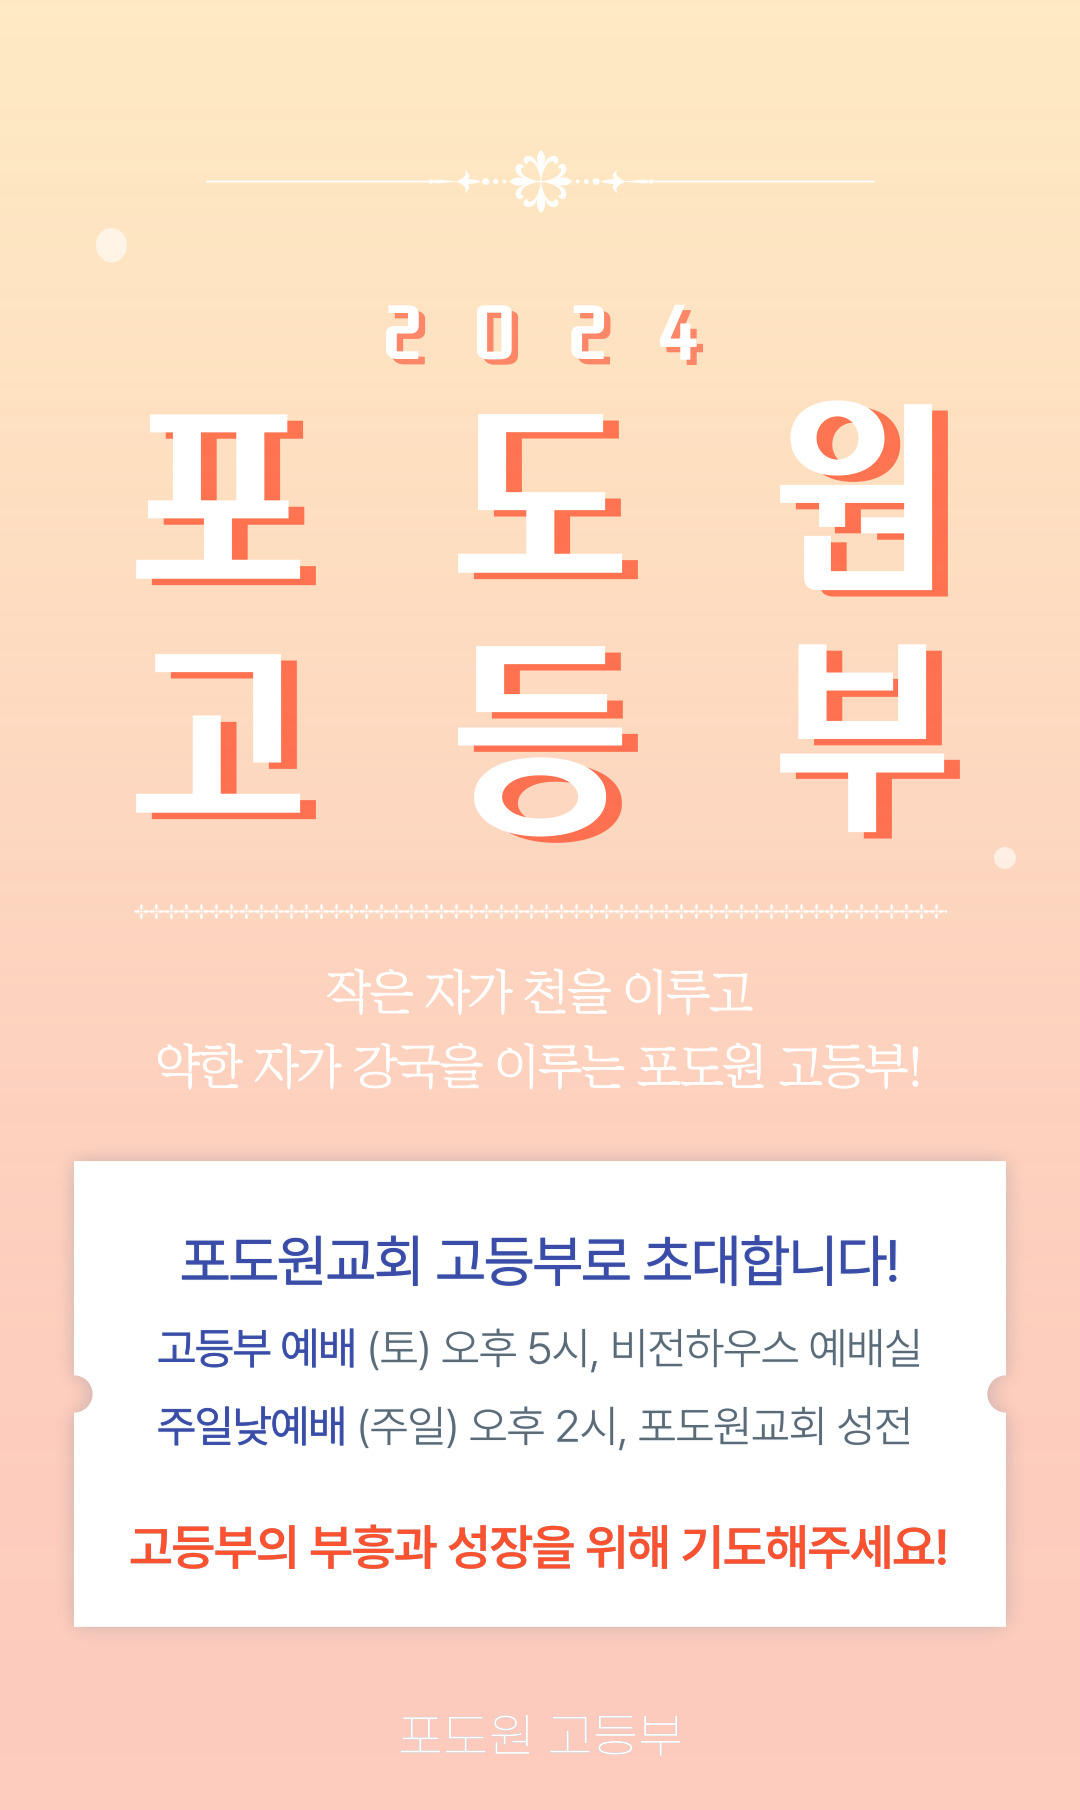 2024
포도원
고등부
작은 자가 천을 이루고
약한 자가 강국을 이루는 포도원 고등부!
포도원교회 고등부로 초대합니다!
고등부 예배 (토) 오후 5시, 비전하우스 예배실
주일낮예배 (주일) 오후 2시, 포도원교회 성전
고등부의 부흥과 성장을 위해 기도해주세요!
포도원 고등부